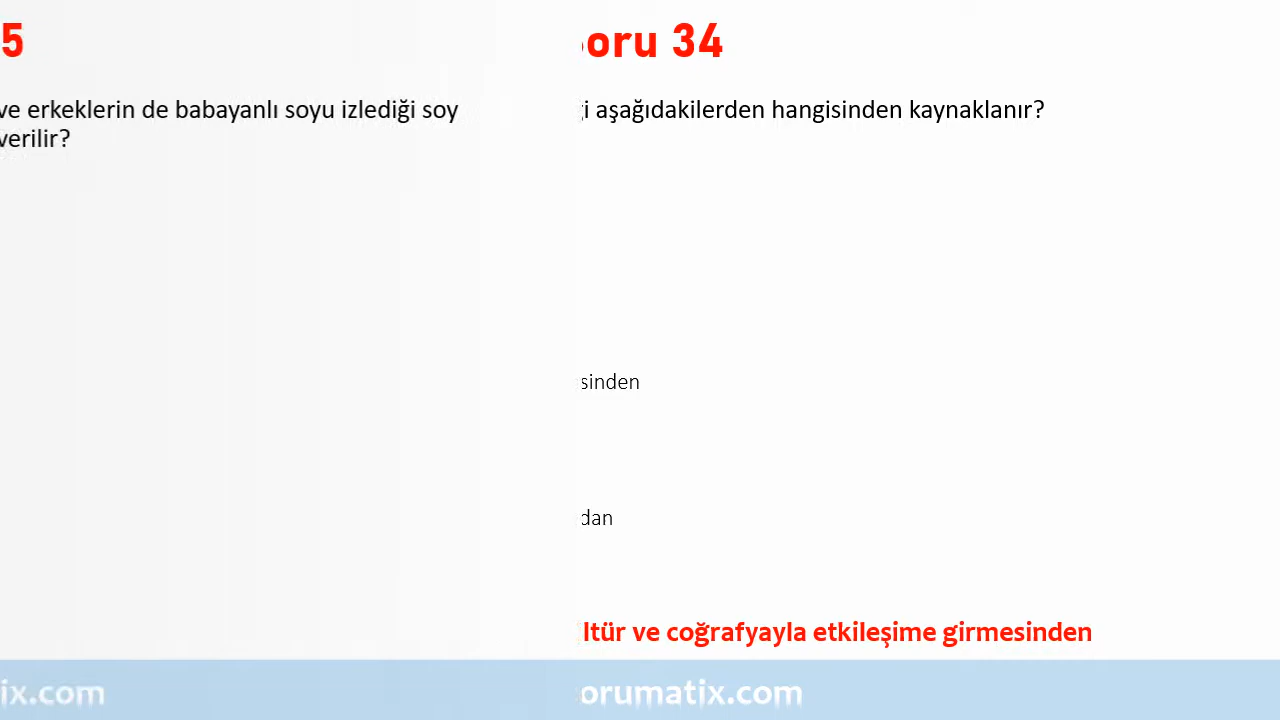 5
ve erkeklerin de babayanlı soyu izlediği soy
verilir?
ix.com
oru 34
i aşağıdakilerden hangisinden kaynaklanır?
sinden
dan
ltür ve coğrafyayla etkileşime girmesinden
orumatix.com